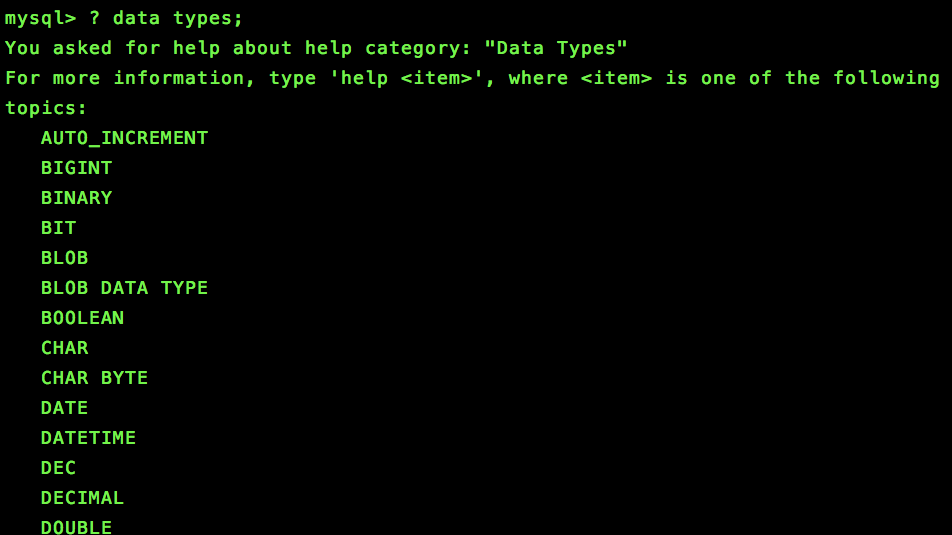 mysql> ? data types;
You asked for help about help category: "Data Types"
For more information, type 'help <item>', where <item> is one of the following
topics:
AUTO_INCREMENT
BIGINT
BINARY
BIT
BLOB
BLOB DATA TYPE
BOOLEAN
CHAR
CHAR BYTE
DATE
DATETIME
DEC
DECIMAL
DOUBLE